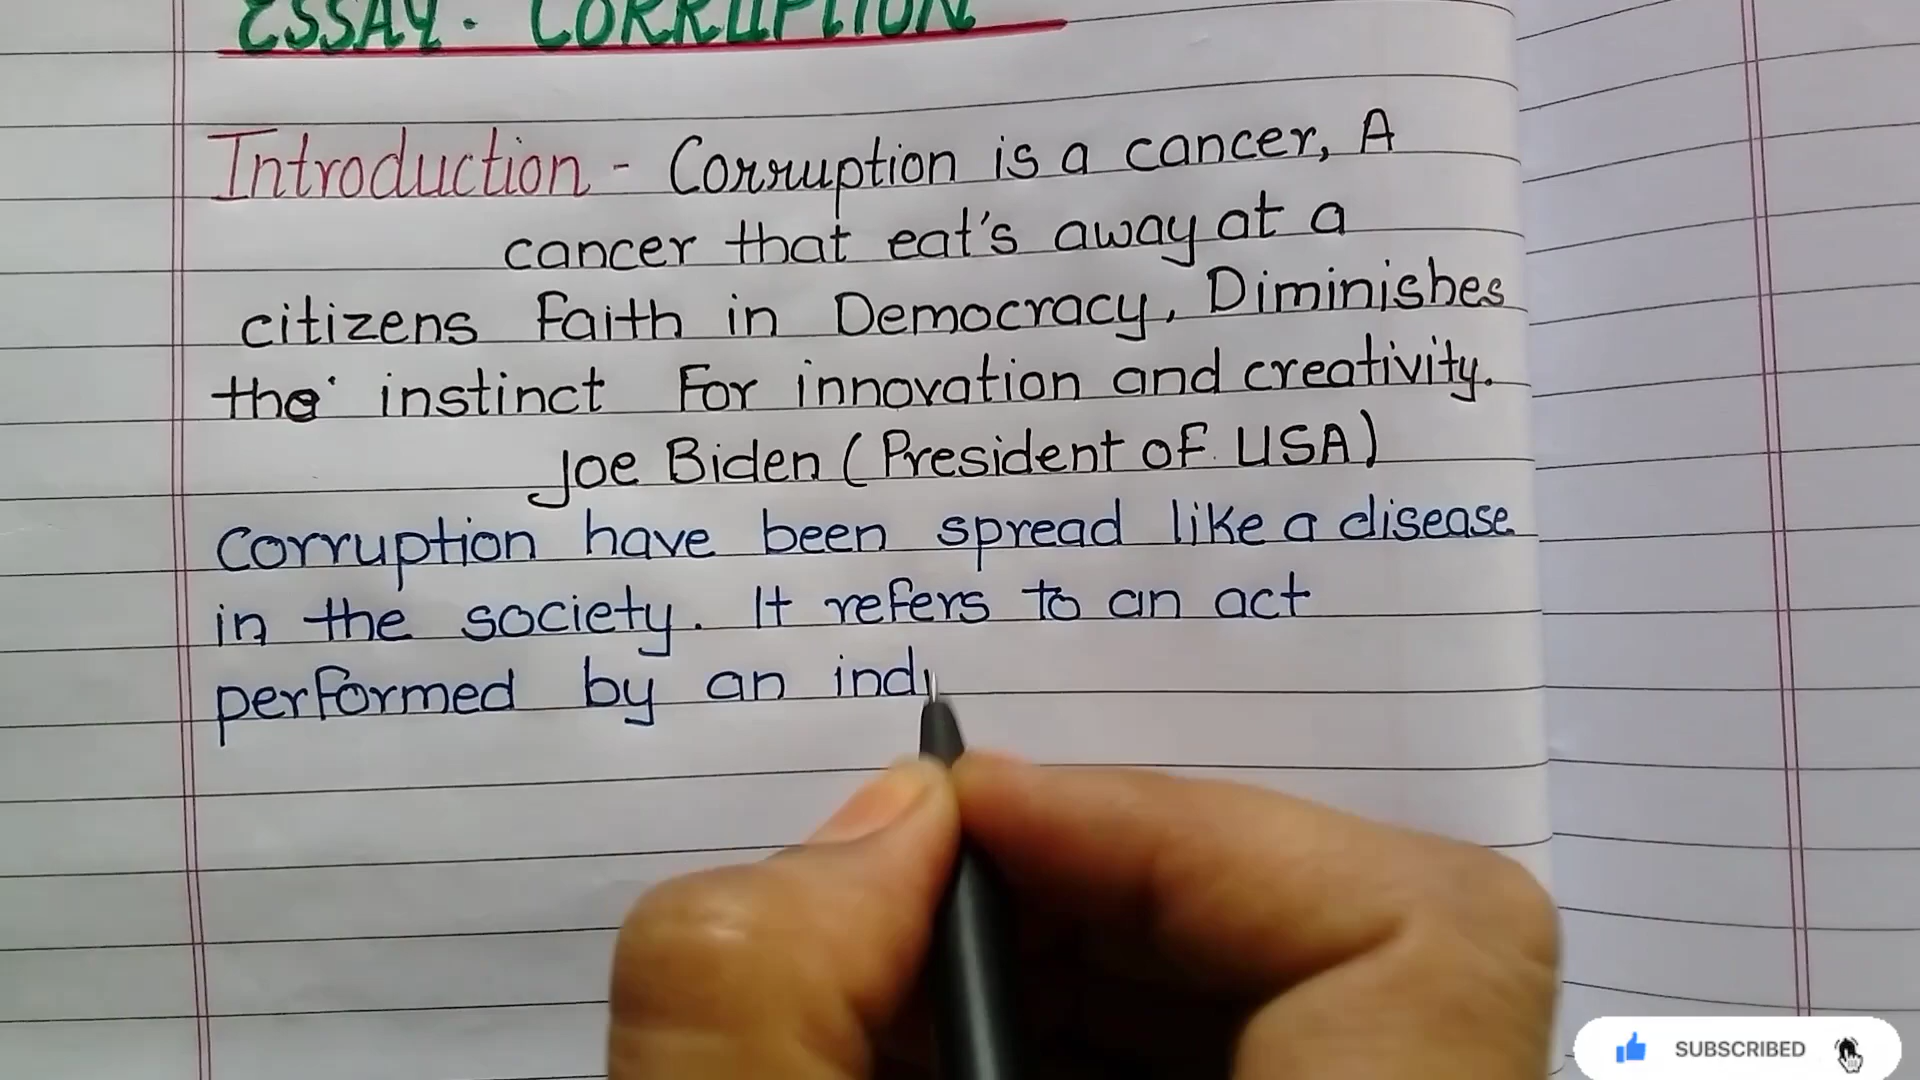 ESSAY. CORRUPTION
Introduction - Corruption is a cancer, A
cancer that eat's away at a
citizens faith in Democracy, Diminishes
the instinct For innovation and creativity.
Joe Biden (President of USA)
corruption have been spread like a disease
in the society. It refers to an act
performed by an indi
SUBSCRIBED